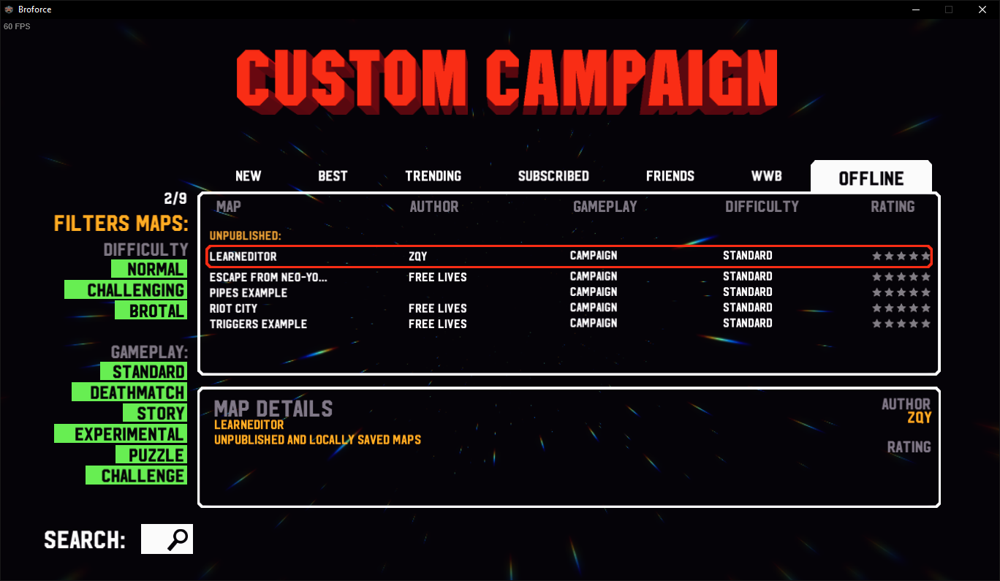 Broforce
60 FPS
CUSTOM CAMPAIGN
NEW BEST TRENDING SUBSCRIBED FRIENDS WWB OFFLINE
2/9
FILTERS MAPS:
DIFFICULTY
NORMAL
CHALLENGING
BROTAL
GAMEPLAY:
STANDARD
DEATHMATCH
STORY
EXPERIMENTAL
PUZZLE
CHALLENGE
SEARCH:
MAP AUTHOR GAMEPLAY DIFFICULTY RATING
UNPUBLISHED:
LEARNEDITOR ZQY CAMPAIGN STANDARD
ESCAPE FROM NEO-YO... FREE LIVES CAMPAIGN STANDARD
PIPES EXAMPLE CAMPAIGN STANDARD
RIOT CITY FREE LIVES CAMPAIGN STANDARD
TRIGGERS EXAMPLE FREE LIVES CAMPAIGN STANDARD
MAP DETAILS
LEARNEDITOR
UNPUBLISHED AND LOCALLY SAVED MAPS
AUTHOR
ZQY
RATING